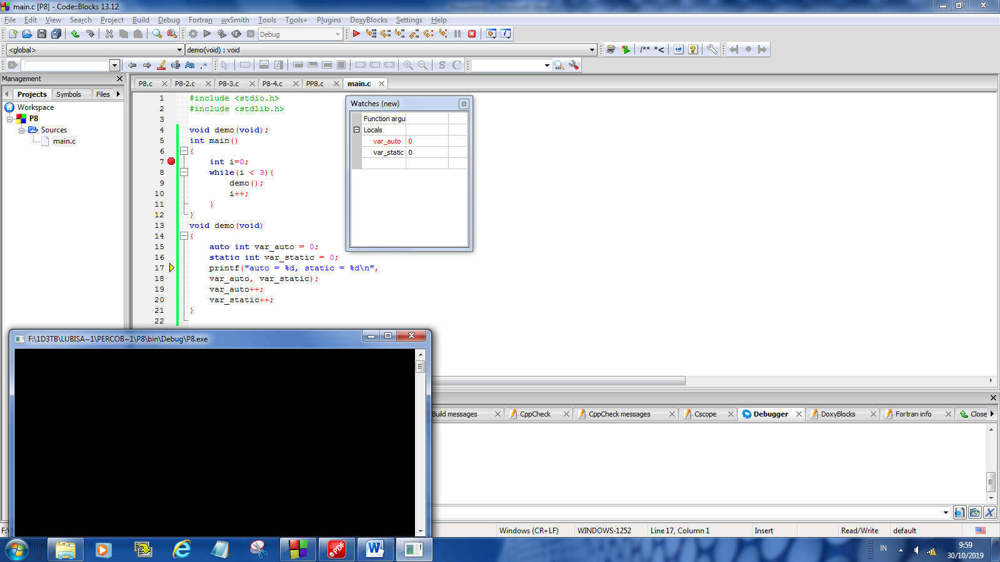 main.c [P8] - Code::Blocks 13.12
File Edit View Search Project Build Debug Fortran wxSmith Tools Tools+ Plugins DoxyBlocks Settings Help
Debug
<global> demo(void) : void
/** *<
Aa .* S C
Management
Projects Symbols Files
Workspace
P8
Sources
main.c
P8.c P8-2.c P8-3.c P8-4.c PP8.c main.c
1 #include <stdio.h>
2 #include <stdlib.h>
3
4 void demo(void);
5 int main()
6 {
7 int i=0;
8 while(i < 3){
9 demo();
10 i++;
11 }
12 }
13 void demo(void)
14 {
15 auto int var_auto = 0;
16 static int var_static = 0;
17 printf("auto = %d, static = %d\n",
18 var_auto, var_static);
19 var_auto++;
20 var_static++;
21 }
22
Watches (new)
Function argu
Locals
var_auto 0
var_static 0
F:\1D3TB\LUBISA~1\PERCOB~1\P8\bin\Debug\P8.exe
Build messages CppCheck CppCheck messages Cscope Debugger DoxyBlocks Fortran info Close
F:\ Windows (CR+LF) WINDOWS-1252 Line 17, Column 1 Insert Read/Write default
PDF W IN 9:59
30/10/2019